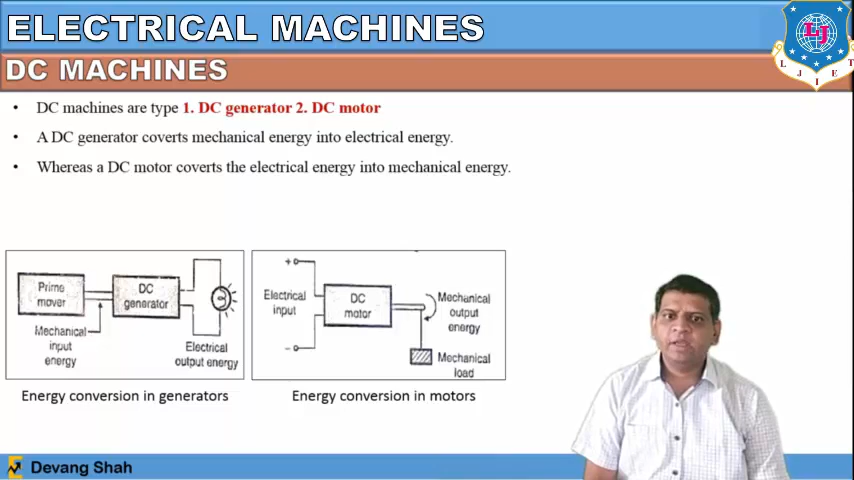 ELECTRICAL MACHINES
LJ
L J I E T
DC MACHINES
• DC machines are type 1. DC generator 2. DC motor
• A DC generator coverts mechanical energy into electrical energy.
• Whereas a DC motor coverts the electrical energy into mechanical energy.
Prime
mover
DC
generator
Mechanical
input
energy
Electrical
output energy
+
Electrical
input
−
DC
motor
Mechanical
output
energy
Mechanical
load
Energy conversion in generators
Energy conversion in motors
Devang Shah